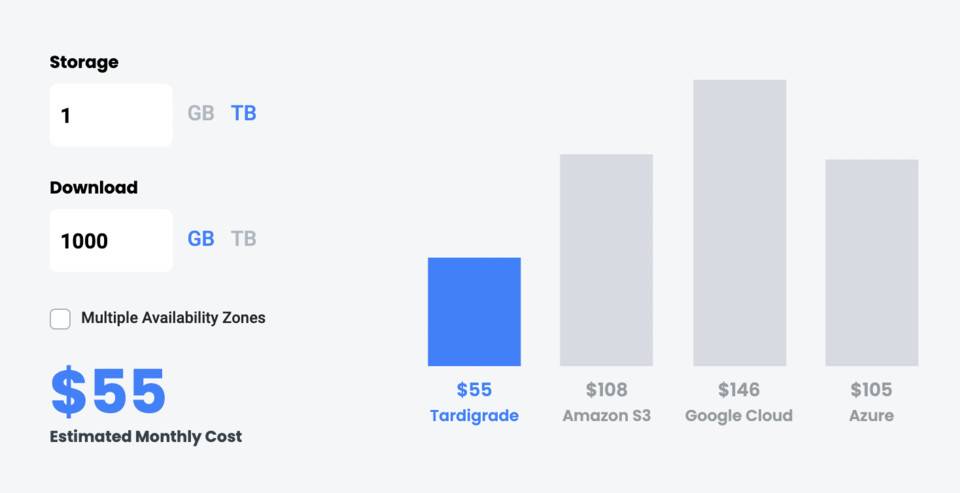 Storage
1 GB TB
Download
1000 GB TB
Multiple Availability Zones
$55
Estimated Monthly Cost
$55 $108 $146 $105
Tardigrade Amazon S3 Google Cloud Azure